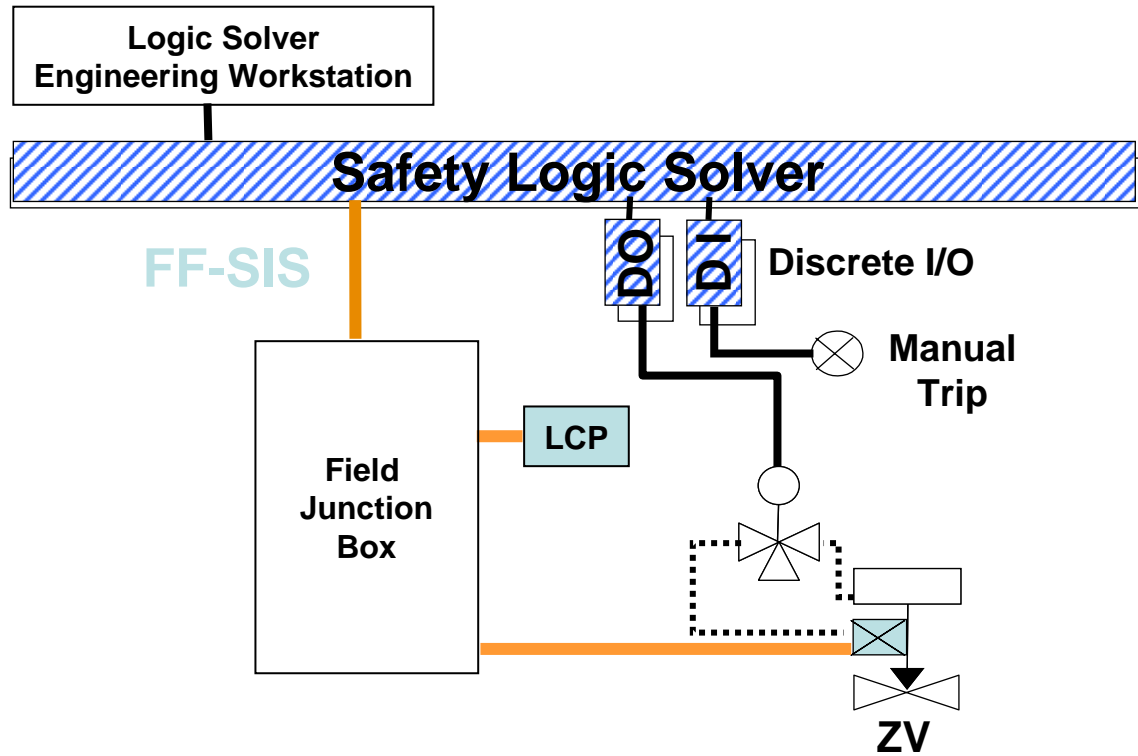 Logic Solver
Engineering Workstation
Safety Logic Solver
FF-SIS
DO
DI
Discrete I/O
Manual
Trip
LCP
Field
Junction
Box
ZV